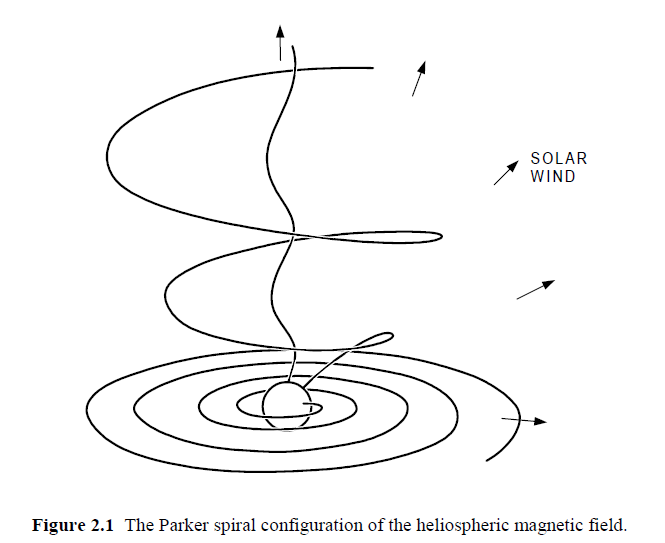 SOLAR
WIND
Figure 2.1 The Parker spiral configuration of the heliospheric magnetic field.